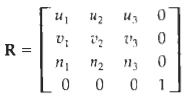 R = [ u₁ u₂ u₃ 0
v₁ v₂ v₃ 0
n₁ n₂ n₃ 0
0 0 0 1 ]